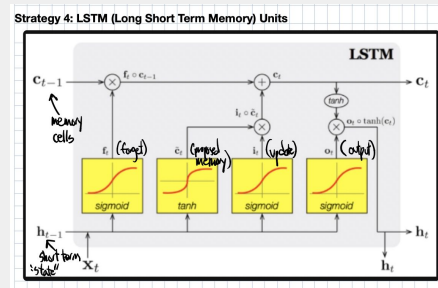 Strategy 4: LSTM (Long Short Term Memory) Units
LSTM
c_{t-1}
f_t ∘ c_{t-1}
c_t
c_t
tanh
memory cells
i_t ∘ c̃_t
o_t ∘ tanh(c_t)
f_t (forget)
c̃_t (proposed memory)
i_t (update)
o_t (output)
sigmoid
tanh
sigmoid
sigmoid
h_{t-1}
h_t
short term "state"
x_t
h_t